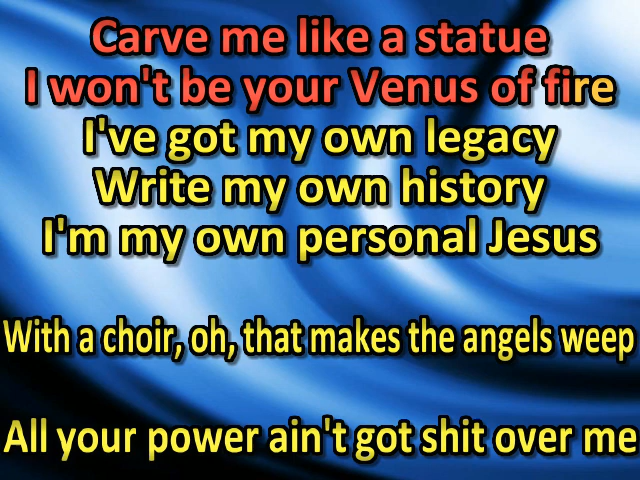 Carve me like a statue
I won't be your Venus of fire
I've got my own legacy
Write my own history
I'm my own personal Jesus
With a choir, oh, that makes the angels weep
All your power ain't got shit over me